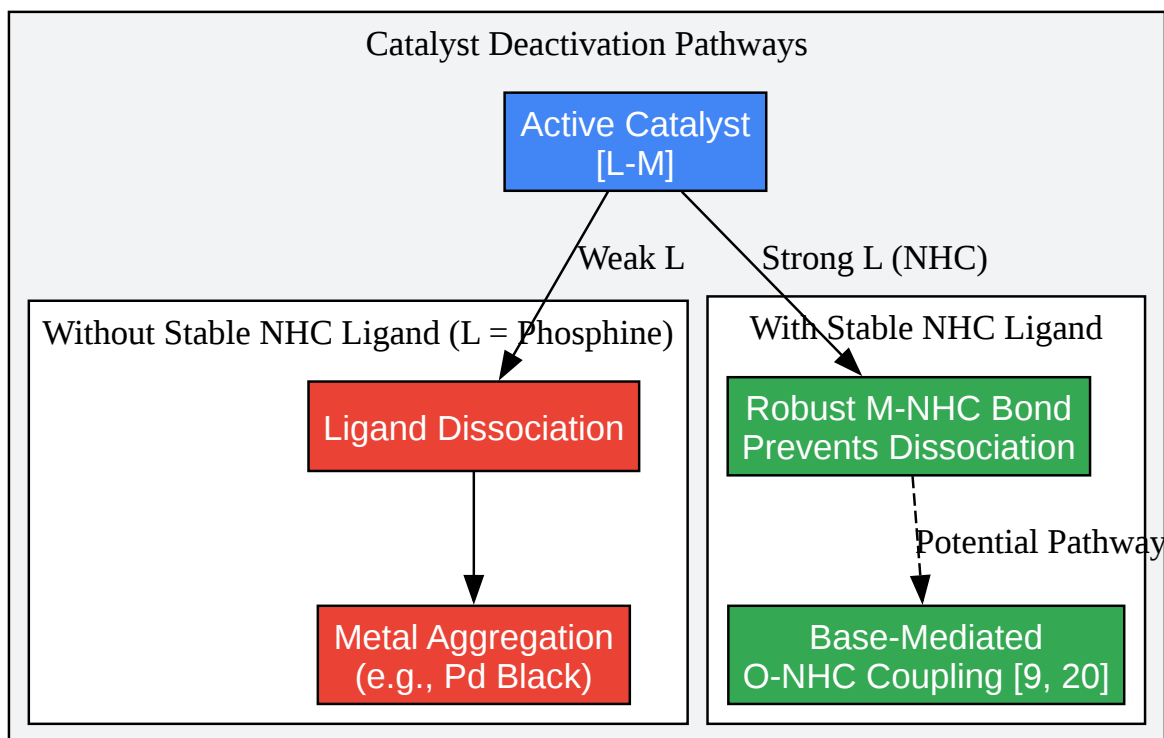 Catalyst Deactivation Pathways
Active Catalyst
[L-M]
Weak L
Strong L (NHC)
Without Stable NHC Ligand (L = Phosphine)
With Stable NHC Ligand
Ligand Dissociation
Robust M-NHC Bond
Prevents Dissociation
Potential Pathway
Metal Aggregation
(e.g., Pd Black)
Base-Mediated
O-NHC Coupling [9, 20]